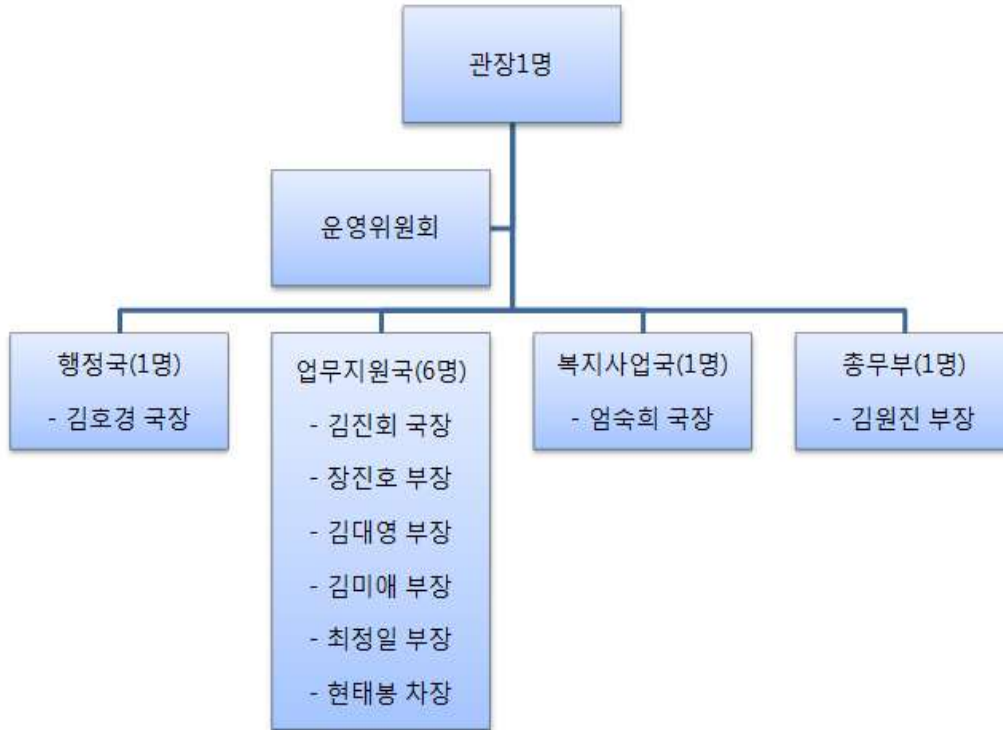 관장1명
운영위원회
행정국(1명)
- 김호경 국장
업무지원국(6명)
- 김진회 국장
- 장진호 부장
- 김대영 부장
- 김미애 부장
- 최정일 부장
- 현태봉 차장
복지사업국(1명)
- 엄숙희 국장
총무부(1명)
- 김원진 부장